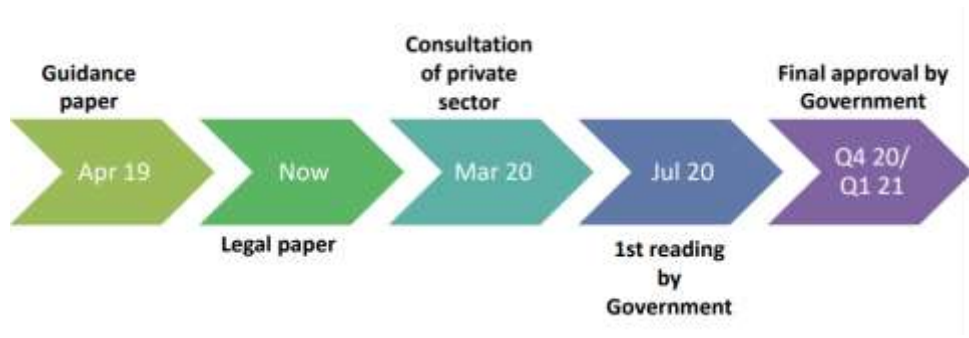 Guidance
paper
Apr 19
Now
Legal paper
Consultation
of private
sector
Mar 20
Jul 20
1st reading
by
Government
Final approval by
Government
Q4 20/
Q1 21